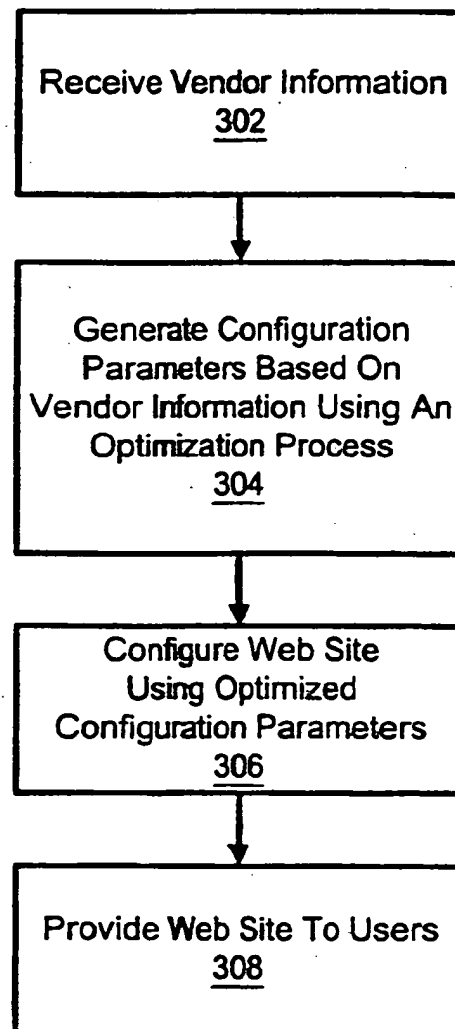 Receive Vendor Information
302
Generate Configuration
Parameters Based On
Vendor Information Using An
Optimization Process
304
Configure Web Site
Using Optimized
Configuration Parameters
306
Provide Web Site To Users
308